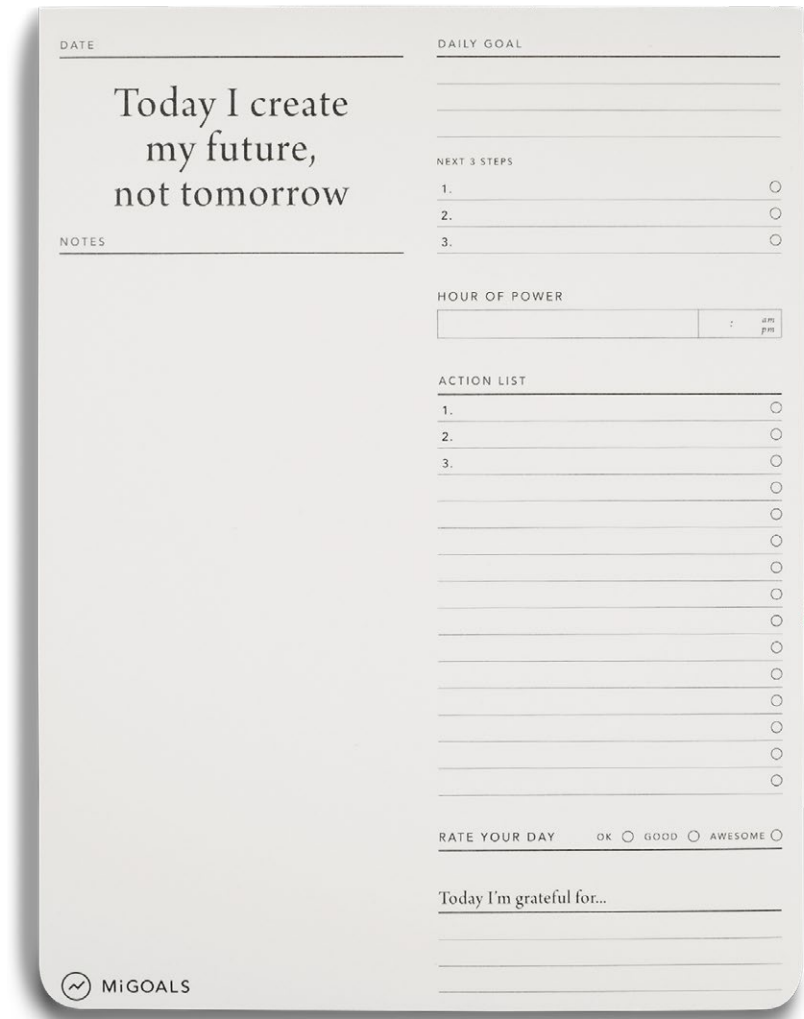 DATE
Today I create
my future,
not tomorrow
NOTES
DAILY GOAL
NEXT 3 STEPS
1.
2.
3.
HOUR OF POWER
: am
pm
ACTION LIST
1.
2.
3.
RATE YOUR DAY OK GOOD AWESOME
Today I'm grateful for...
MiGOALS